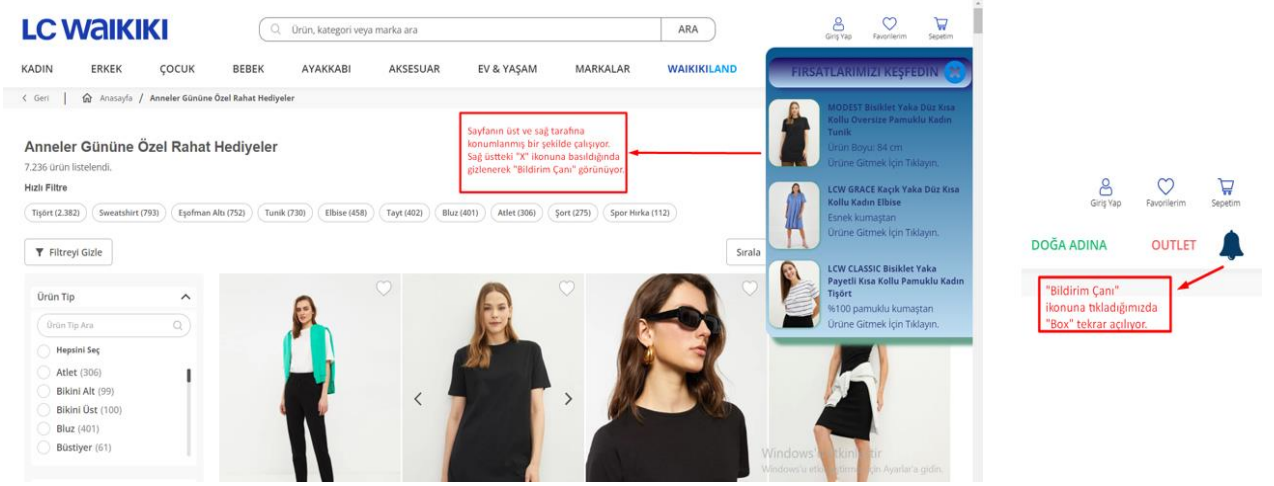 LC WAIKIKI
Ürün, kategori veya marka ara
ARA
Giriş Yap
Favorilerim
Sepetim
KADIN
ERKEK
ÇOCUK
BEBEK
AYAKKABI
AKSESUAR
EV & YAŞAM
MARKALAR
WAIKIKILAND
Geri
Anasayfa / Anneler Gününe Özel Rahat Hediyeler
Anneler Gününe Özel Rahat Hediyeler
7.236 ürün listelendi.
Hızlı Filtre
Tişört (2.382)
Sweatshirt (793)
Eşofman Altı (752)
Tunik (730)
Elbise (458)
Tayt (402)
Bluz (401)
Atlet (306)
Şort (275)
Spor Hırka (112)
Filtreyi Gizle
Sırala
Ürün Tip
Ürün Tip Ara
Hepsini Seç
Atlet (306)
Bikini Alt (99)
Bikini Üst (100)
Bluz (401)
Büstiyer (61)
Sayfanın üst ve sağ tarafına
konumlanmış bir şekilde çalışıyor.
Sağ üstteki "X" ikonuna basıldığında
gizlenerek "Bildirim Çanı" görünüyor.
FIRSATLARIMIZI KEŞFEDİN
MODEST Bisiklet Yaka Düz Kısa
Kollu Oversize Pamuklu Kadın
Tunik
Ürün Boyu: 84 cm
Ürüne Gitmek İçin Tıklayın.
LCW GRACE Kaçık Yaka Düz Kısa
Kollu Kadın Elbise
Esnek kumaştan
Ürüne Gitmek İçin Tıklayın.
LCW CLASSIC Bisiklet Yaka
Payetli Kısa Kollu Pamuklu Kadın
Tişört
%100 pamuklu kumaştan
Ürüne Gitmek İçin Tıklayın.
Giriş Yap
Favorilerim
Sepetim
DOĞA ADINA
OUTLET
"Bildirim Çanı"
ikonuna tıkladığımızda
"Box" tekrar açılıyor.